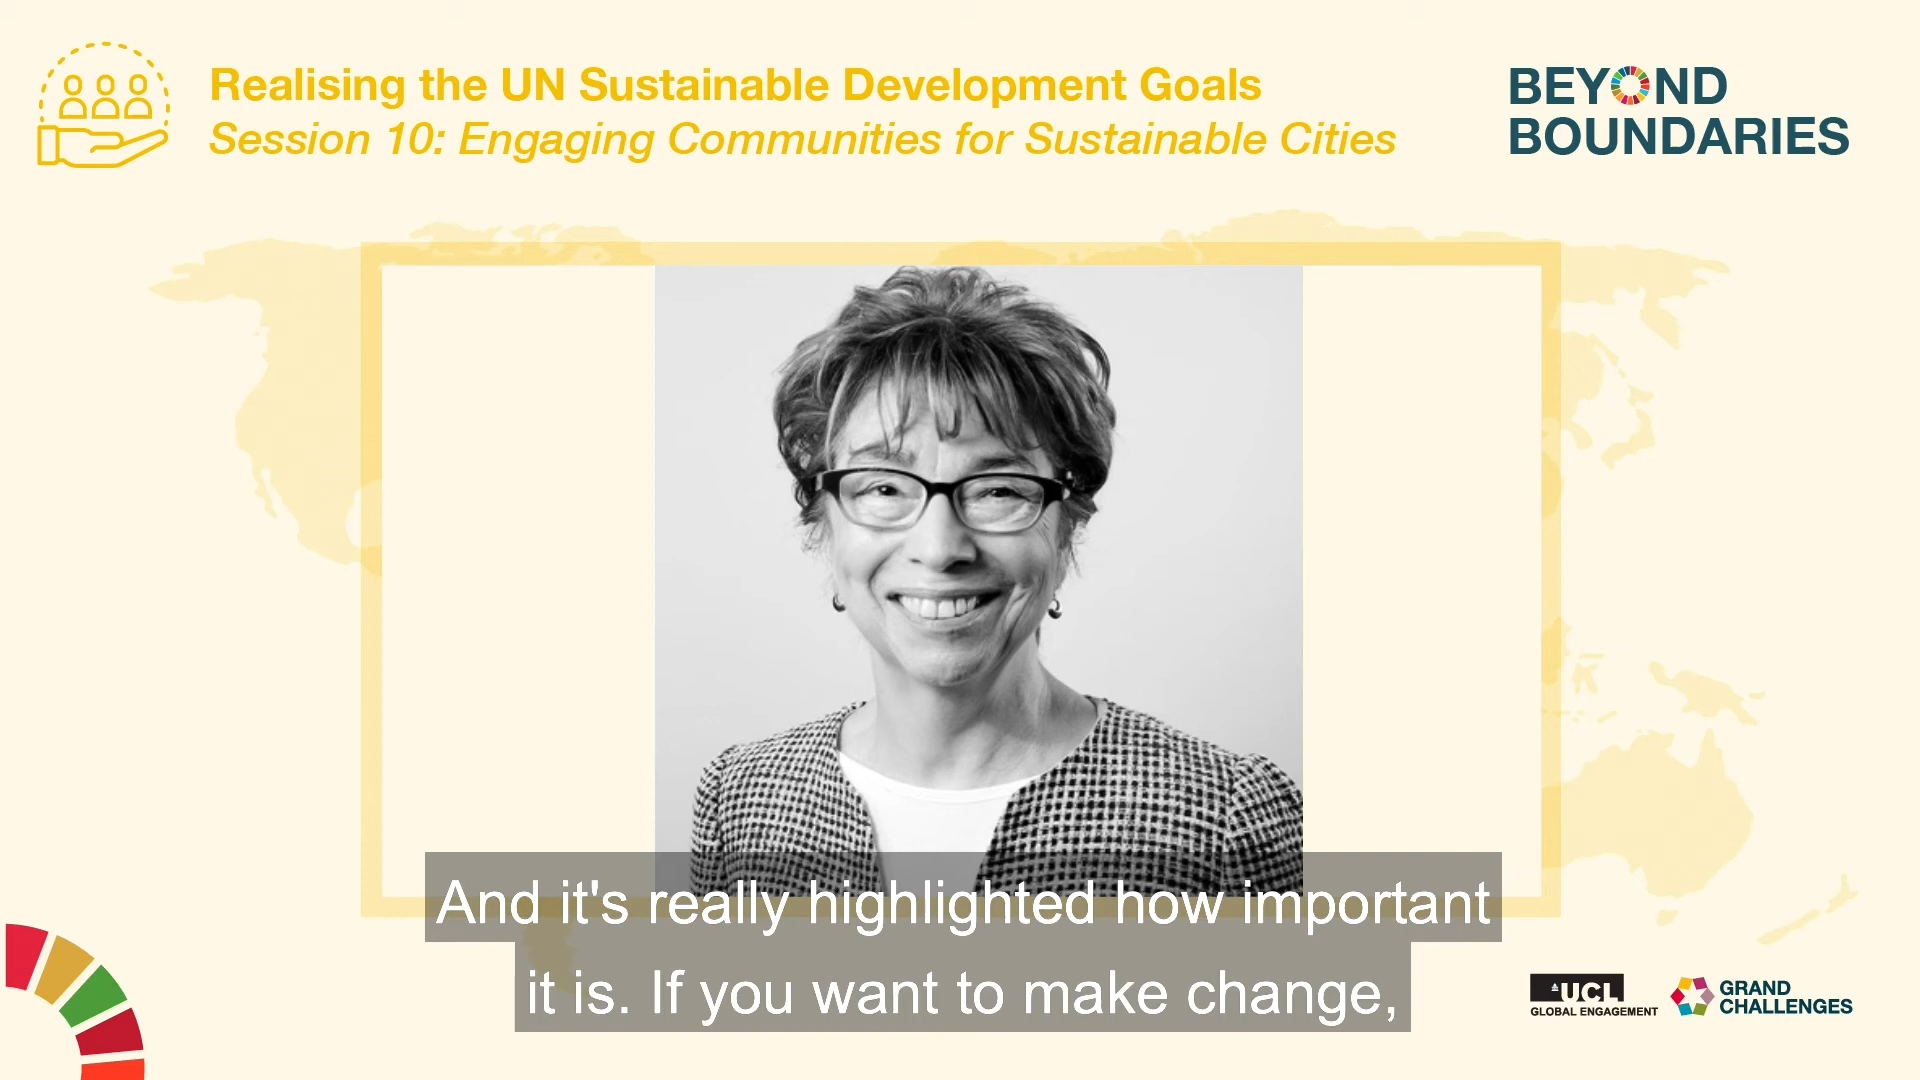 Realising the UN Sustainable Development Goals
Session 10: Engaging Communities for Sustainable Cities
BEYOND
BOUNDARIES
And it's really highlighted how important
it is. If you want to make change,
UCL
GLOBAL ENGAGEMENT
GRAND
CHALLENGES